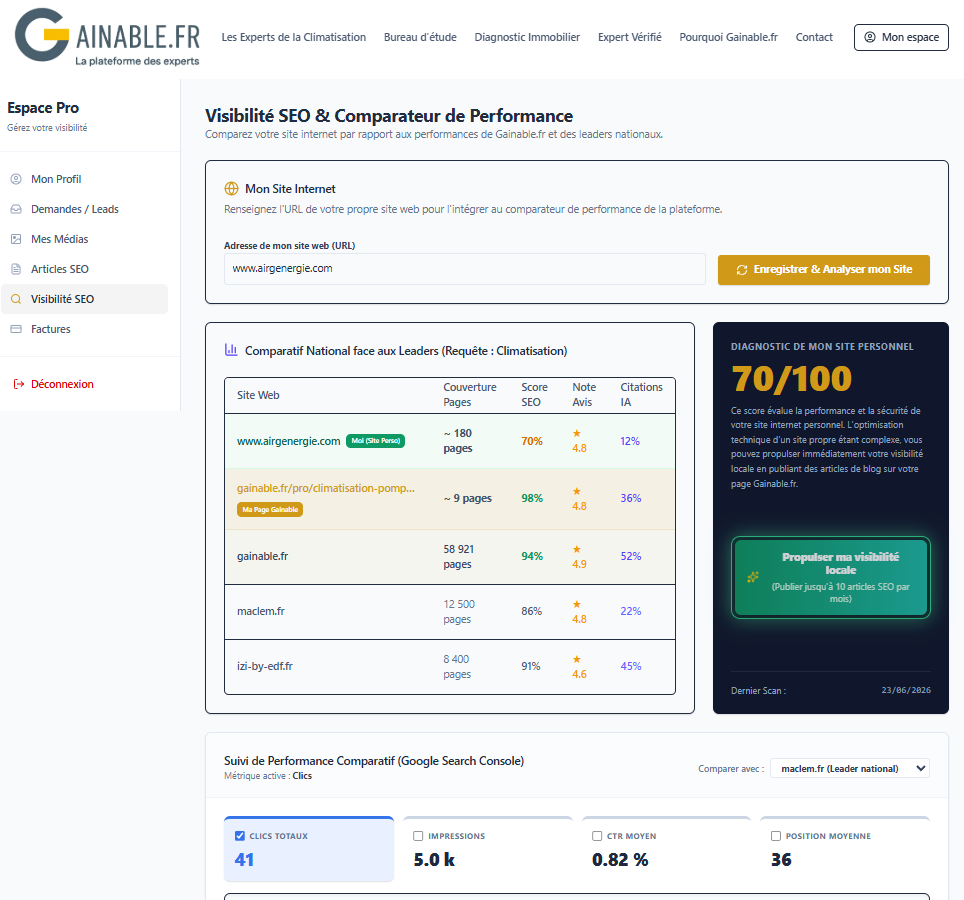 GAINABLE.FR
La plateforme des experts
Les Experts de la Climatisation
Bureau d'étude
Diagnostic Immobilier
Expert Vérifié
Pourquoi Gainable.fr
Contact
Mon espace
Espace Pro
Gérez votre visibilité
Mon Profil
Demandes / Leads
Mes Médias
Articles SEO
Visibilité SEO
Factures
Déconnexion
Visibilité SEO & Comparateur de Performance
Comparez votre site internet par rapport aux performances de Gainable.fr et des leaders nationaux.
Mon Site Internet
Renseignez l'URL de votre propre site web pour l'intégrer au comparateur de performance de la plateforme.
Adresse de mon site web (URL)
www.airgenergie.com
Enregistrer & Analyser mon Site
Comparatif National face aux Leaders (Requête : Climatisation)
Site Web
Couverture
Pages
Score
SEO
Note
Avis
Citations
IA
www.airgenergie.com
Moi (Site Perso)
~ 180
pages
70%
★
4.8
12%
gainable.fr/pro/climatisation-pomp...
Ma Page Gainable
~ 9 pages
98%
★
4.8
36%
gainable.fr
58 921
pages
94%
★
4.9
52%
maclem.fr
12 500
pages
86%
★
4.8
22%
izi-by-edf.fr
8 400
pages
91%
★
4.6
45%
DIAGNOSTIC DE MON SITE PERSONNEL
70/100
Ce score évalue la performance et la sécurité de
votre site internet personnel. L'optimisation
technique d'un site propre étant complexe, vous
pouvez propulser immédiatement votre visibilité
locale en publiant des articles de blog sur votre
page Gainable.fr.
Propulser ma visibilité
locale
(Publier jusqu'à 10 articles SEO par
mois)
Dernier Scan :
23/06/2026
Suivi de Performance Comparatif (Google Search Console)
Métrique active : Clics
Comparer avec :
maclem.fr (Leader national)
CLICS TOTAUX
41
IMPRESSIONS
5.0 k
CTR MOYEN
0.82 %
POSITION MOYENNE
36